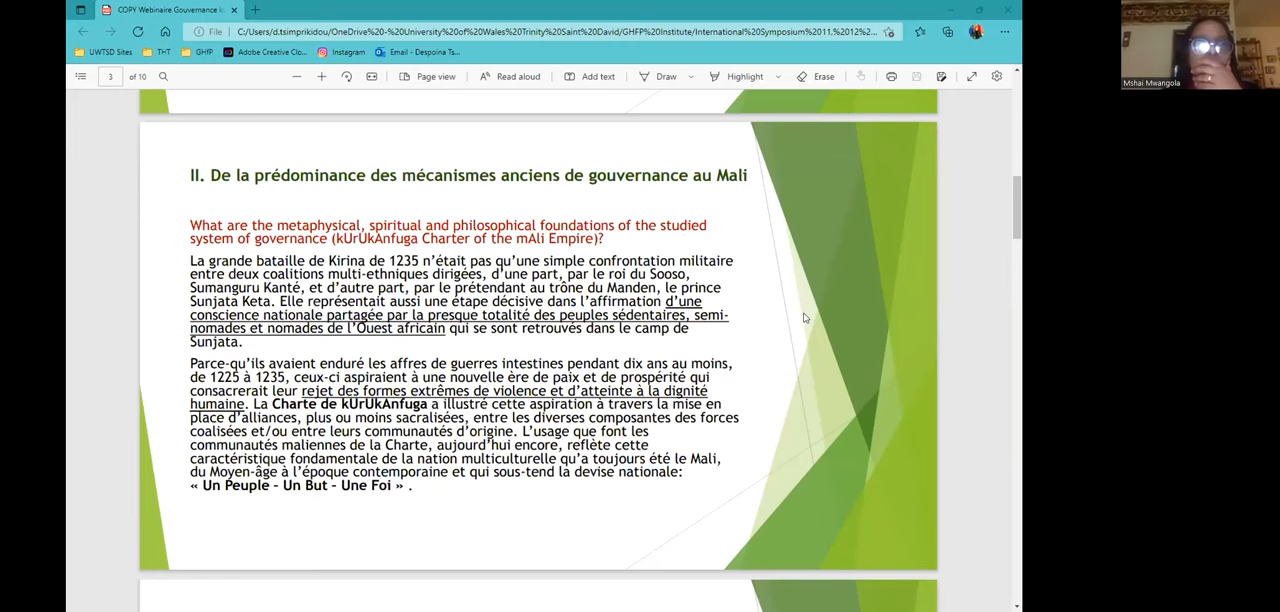 COPY Webinaire Gouvernance k
File
C:/Users/d.tsimprikidou/OneDrive%20-%20University%20of%20Wales%20Trinity%20Saint%20David/GHFP%20Institute/International%20Symposium%2011,%2012%2...
UWTSD Sites THT GHfP Adobe Creative Clo... Instagram Email - Despoina Ts...
3 of 10 Page view Read aloud Add text Draw Highlight Erase
Mshai Mwangola
II. De la prédominance des mécanismes anciens de gouvernance au Mali
What are the metaphysical, spiritual and philosophical foundations of the studied
system of governance (kUrUkAnfuga Charter of the mAli Empire)?
La grande bataille de Kirina de 1235 n’était pas qu’une simple confrontation militaire
entre deux coalitions multi-ethniques dirigées, d’une part, par le roi du Sooso,
Sumanguru Kanté, et d’autre part, par le prétendant au trône du Manden, le prince
Sunjata Keta. Elle représentait aussi une étape décisive dans l’affirmation d’une
conscience nationale partagée par la presque totalité des peuples sédentaires, semi-
nomades et nomades de l’Ouest africain qui se sont retrouvés dans le camp de
Sunjata.
Parce-qu’ils avaient enduré les affres de guerres intestines pendant dix ans au moins,
de 1225 à 1235, ceux-ci aspiraient à une nouvelle ère de paix et de prospérité qui
consacrerait leur rejet des formes extrêmes de violence et d’atteinte à la dignité
humaine. La Charte de kUrUkAnfuga a illustré cette aspiration à travers la mise en
place d’alliances, plus ou moins sacralisées, entre les diverses composantes des forces
coalisées et/ou entre leurs communautés d’origine. L’usage que font les
communautés maliennes de la Charte, aujourd’hui encore, reflète cette
caractéristique fondamentale de la nation multiculturelle qu’a toujours été le Mali,
du Moyen-âge à l’époque contemporaine et qui sous-tend la devise nationale:
« Un Peuple – Un But – Une Foi » .